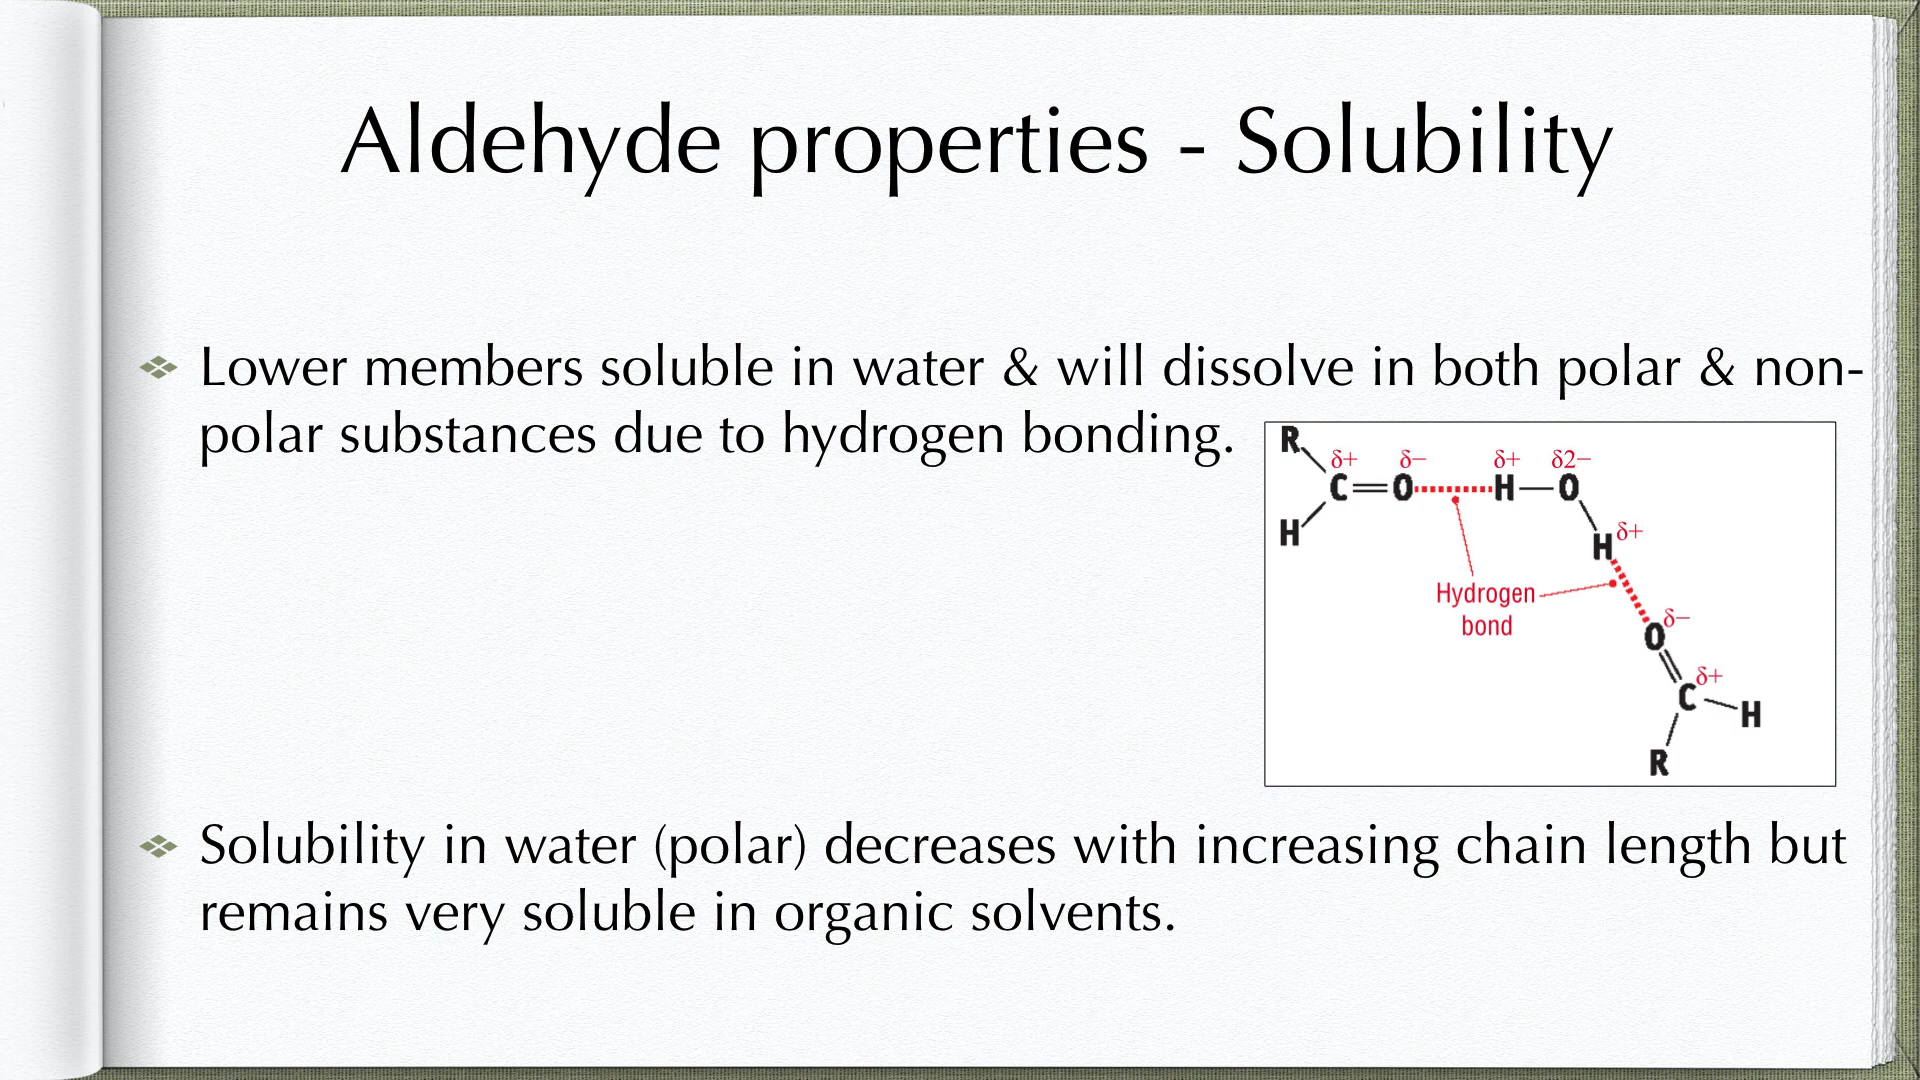 Aldehyde properties - Solubility
Lower members soluble in water & will dissolve in both polar & non-
polar substances due to hydrogen bonding.
R
δ+ δ− δ+ δ2−
C O H O
H
H δ+
Hydrogen
bond
O δ−
C δ+
H
R
Solubility in water (polar) decreases with increasing chain length but
remains very soluble in organic solvents.